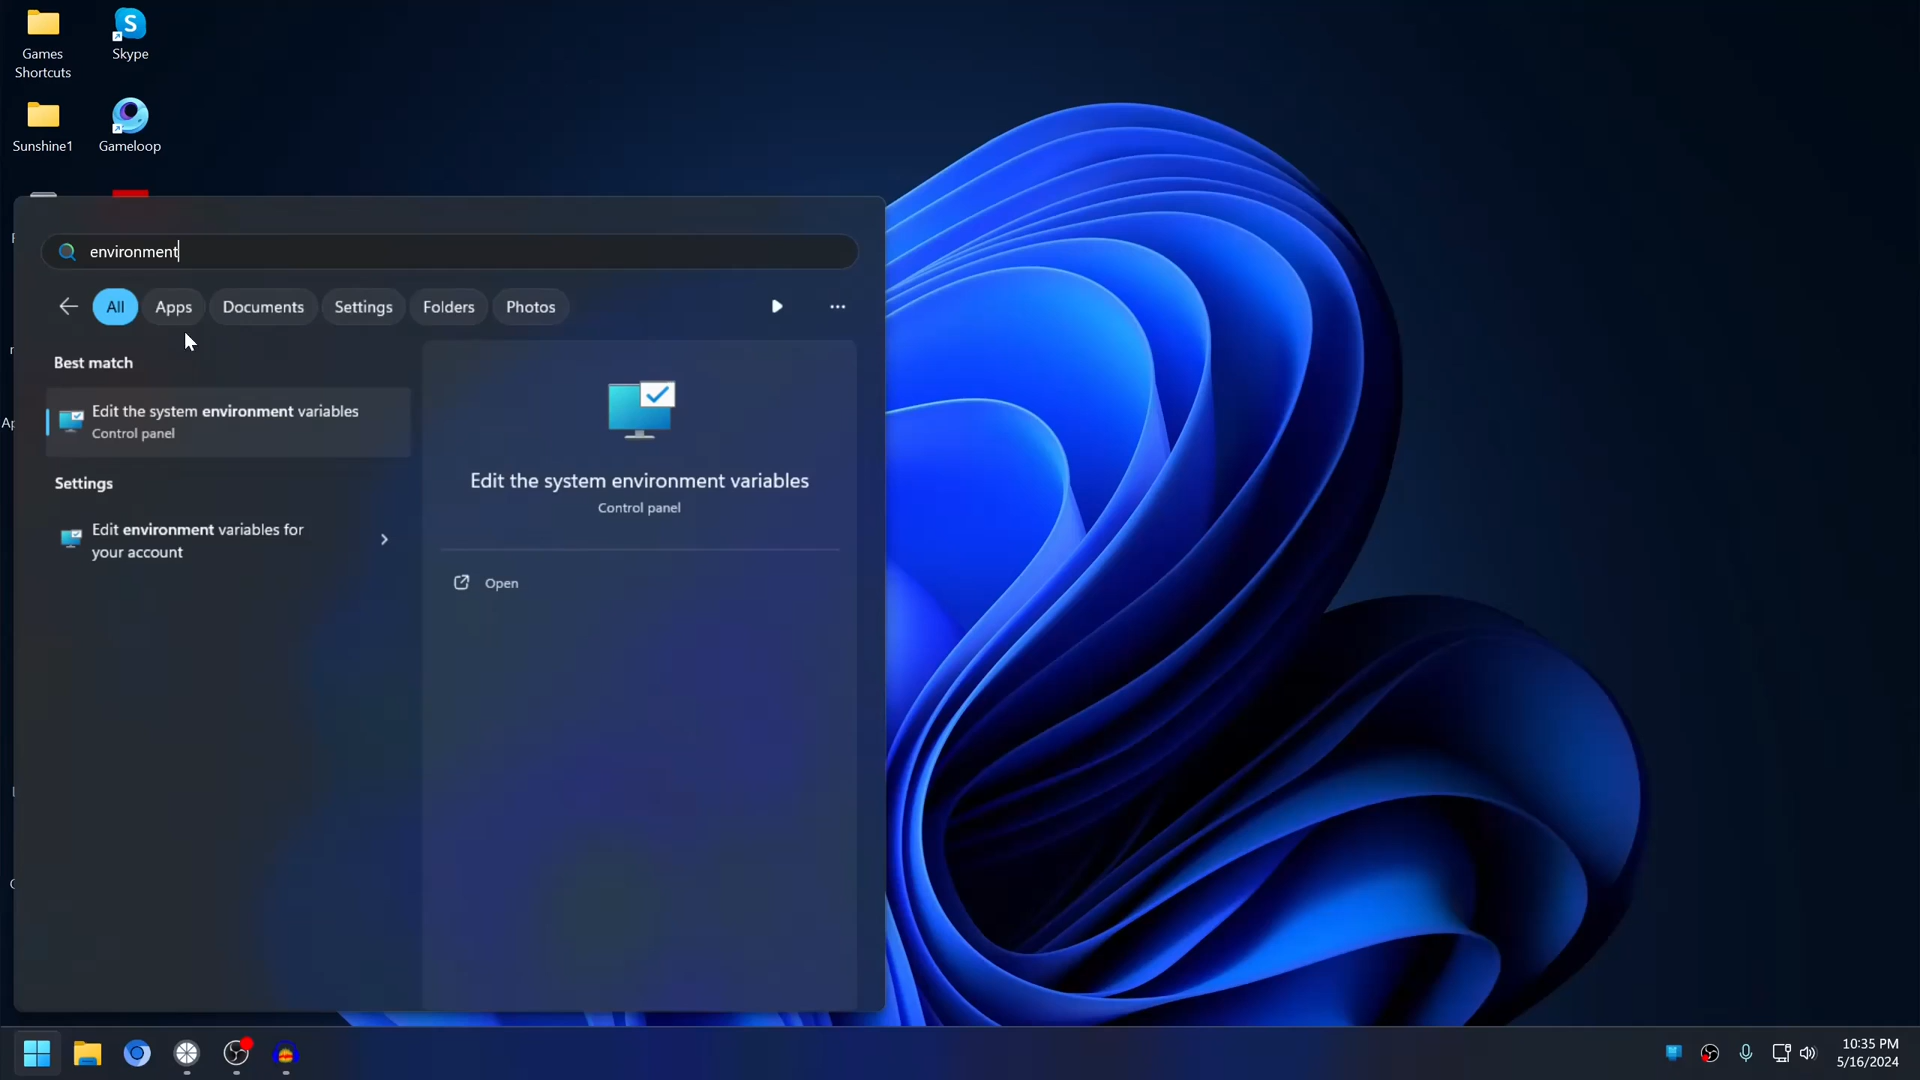 Games
Shortcuts
Skype
Sunshine1
Gameloop
environment
All
Apps
Documents
Settings
Folders
Photos
Best match
Edit the system environment variables
Control panel
Settings
Edit environment variables for
your account
Edit the system environment variables
Control panel
Open
10:35 PM
5/16/2024